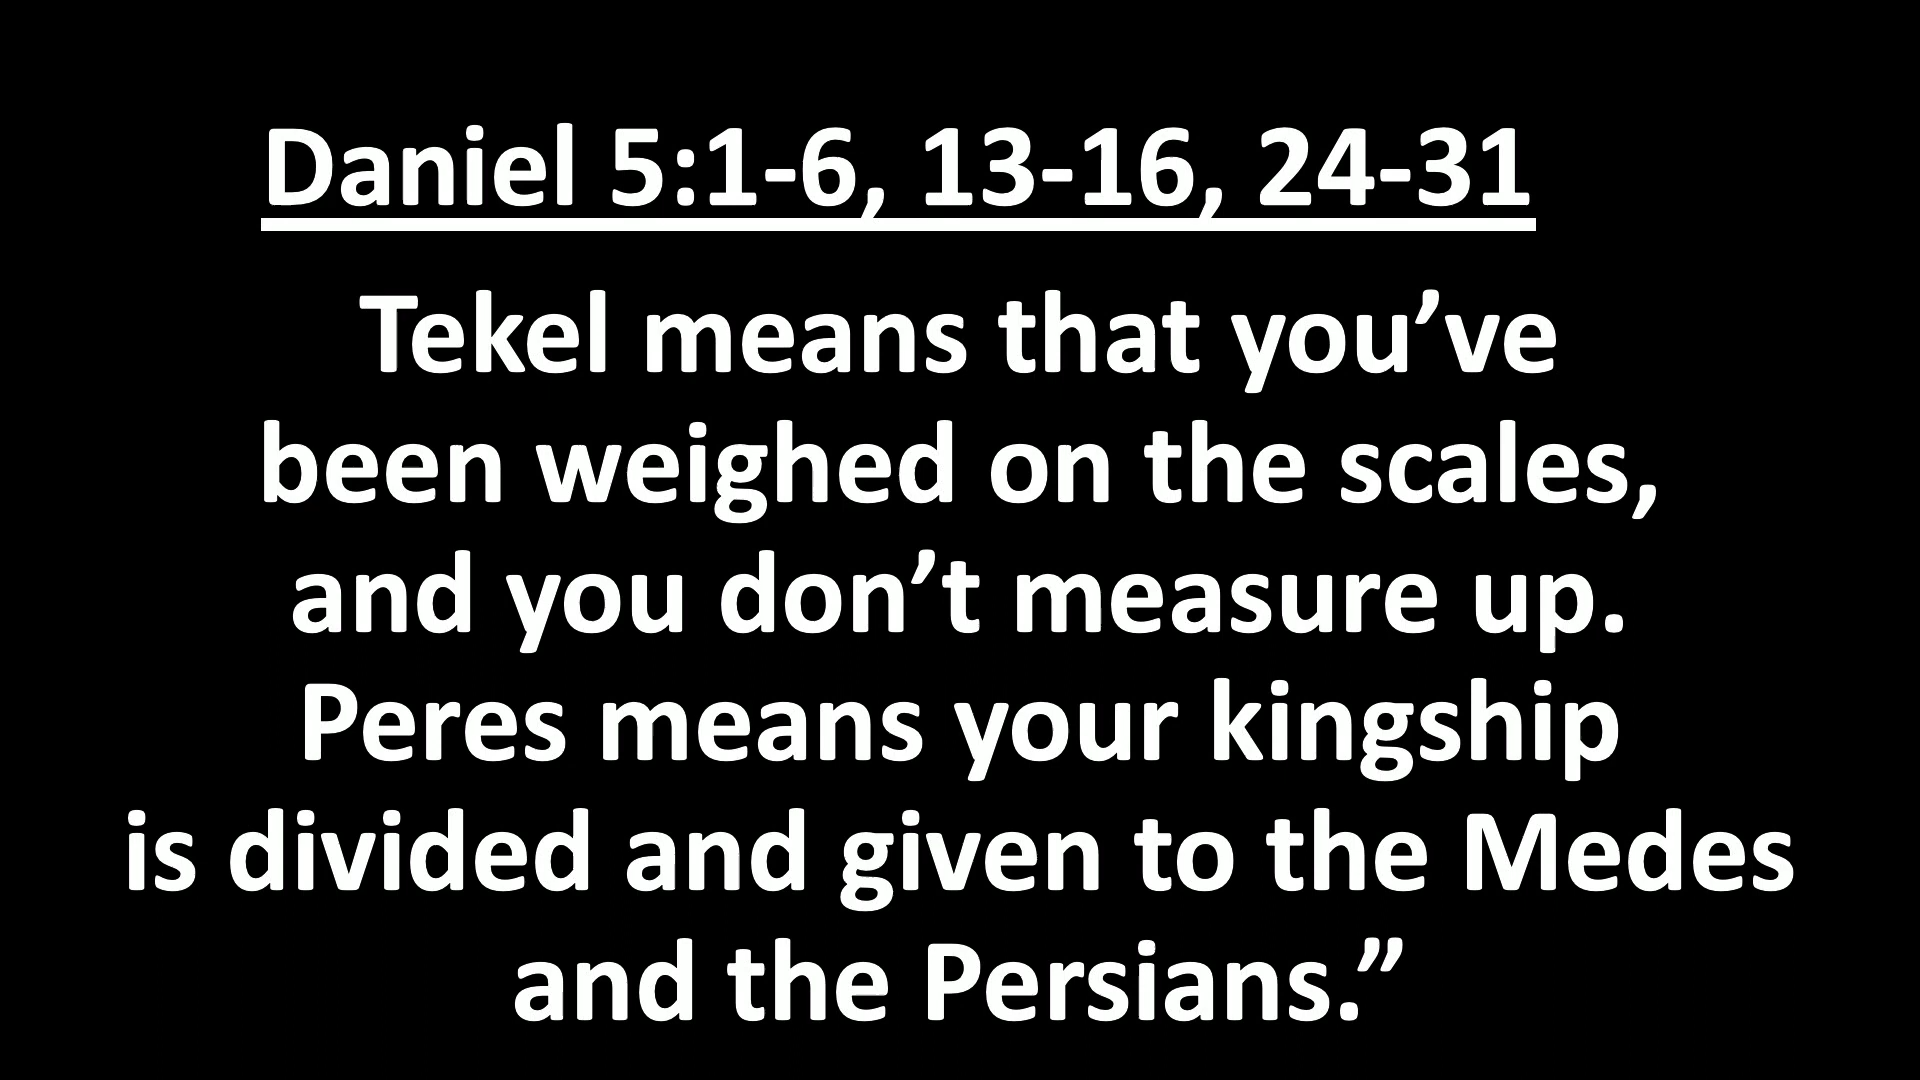 Daniel 5:1-6, 13-16, 24-31
Tekel means that you’ve
been weighed on the scales,
and you don’t measure up.
Peres means your kingship
is divided and given to the Medes
and the Persians.”